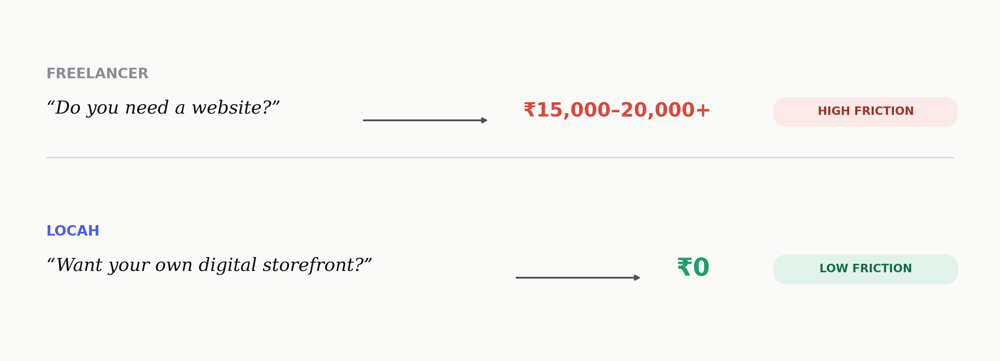 FREELANCER
“Do you need a website?”
₹15,000–20,000+
HIGH FRICTION
LOCAH
“Want your own digital storefront?”
₹0
LOW FRICTION